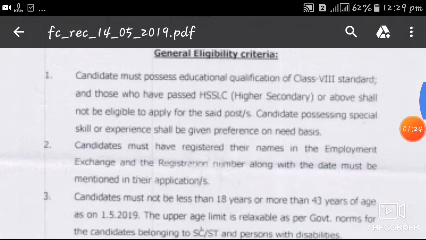 62% 12:29 pm
fc_rec_14_05_2019.pdf
General Eligibility criteria:
1. Candidate must possess educational qualification of Class-VIII standard;
and those who have passed HSSLC (Higher Secondary) or above shall
not be eligible to apply for the said post/s. Candidate possessing special
skill or experience shall be given preference on need basis.
01:24
2. Candidates must have registered their names in the Employment
Exchange and the Registration number along with the date must be
mentioned in their application/s.
3. Candidates must not be less than 18 years or more than 43 years of age
as on 1.5.2019. The upper age limit is relaxable as per Govt. norms for
the candidates belonging to SC/ST and persons with disabilities.